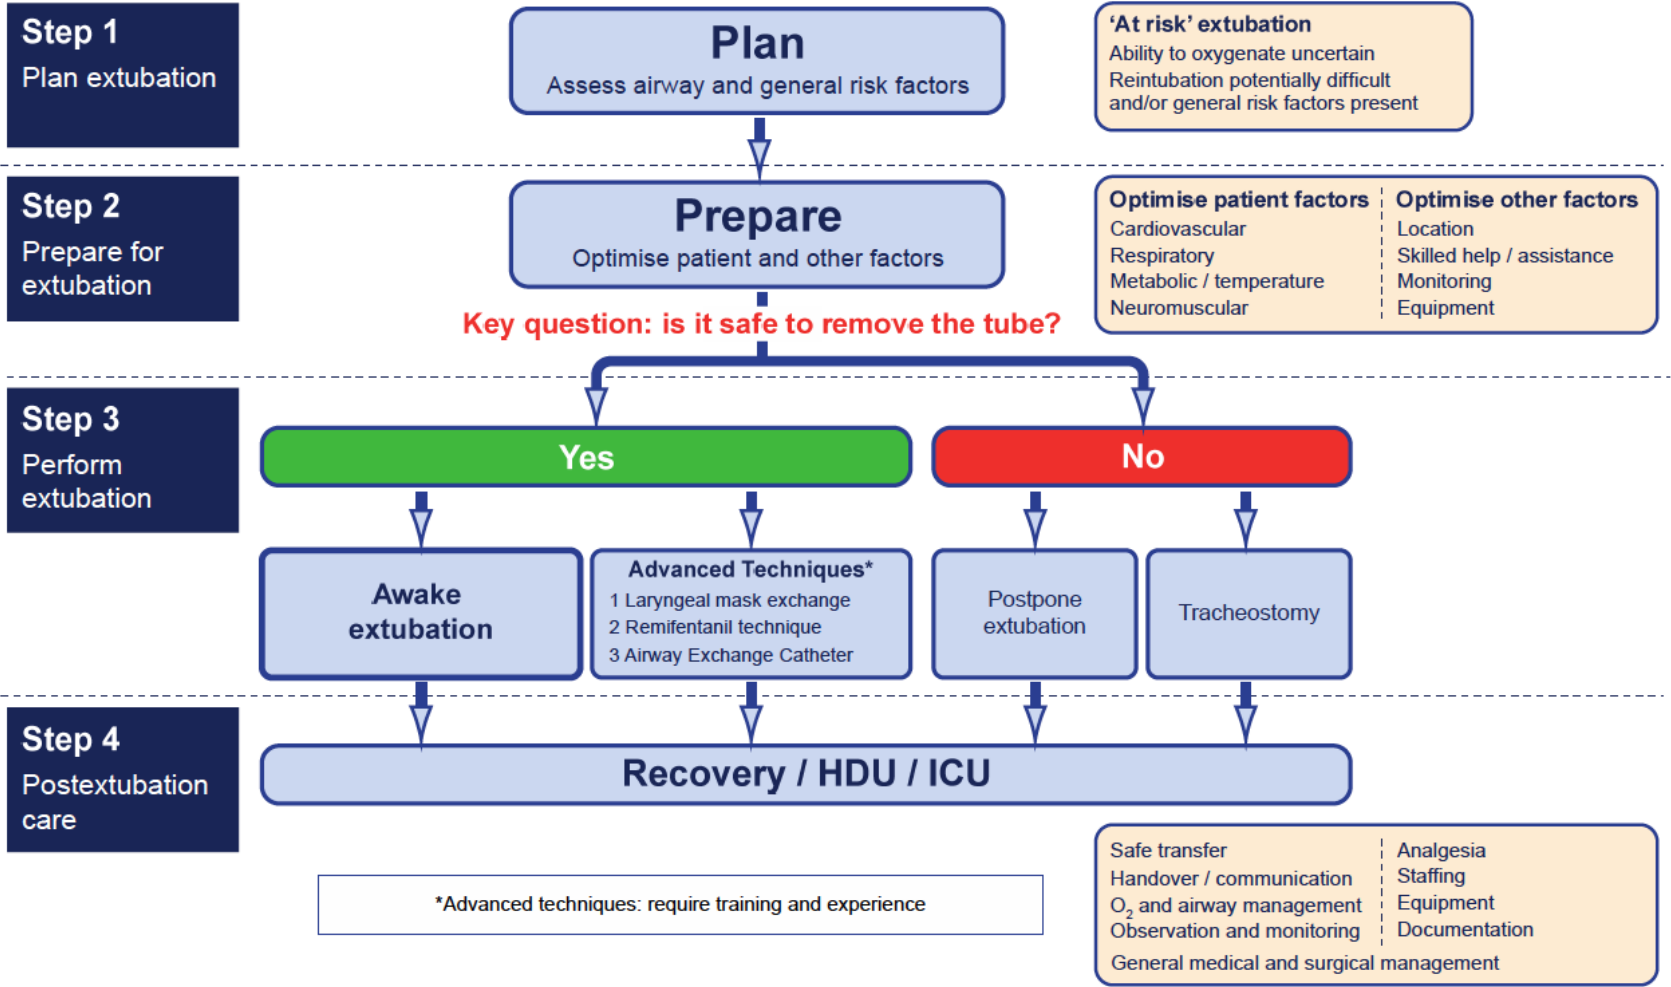 Step 1
Plan extubation
Plan
Assess airway and general risk factors
‘At risk’ extubation
Ability to oxygenate uncertain
Reintubation potentially difficult
and/or general risk factors present
Step 2
Prepare for
extubation
Prepare
Optimise patient and other factors
Optimise patient factors
Cardiovascular
Respiratory
Metabolic / temperature
Neuromuscular
Optimise other factors
Location
Skilled help / assistance
Monitoring
Equipment
Key question: is it safe to remove the tube?
Step 3
Perform
extubation
Yes
No
Awake
extubation
Advanced Techniques*
1 Laryngeal mask exchange
2 Remifentanil technique
3 Airway Exchange Catheter
Postpone
extubation
Tracheostomy
Step 4
Postextubation
care
Recovery / HDU / ICU
*Advanced techniques: require training and experience
Safe transfer
Handover / communication
O₂ and airway management
Observation and monitoring
Analgesia
Staffing
Equipment
Documentation
General medical and surgical management